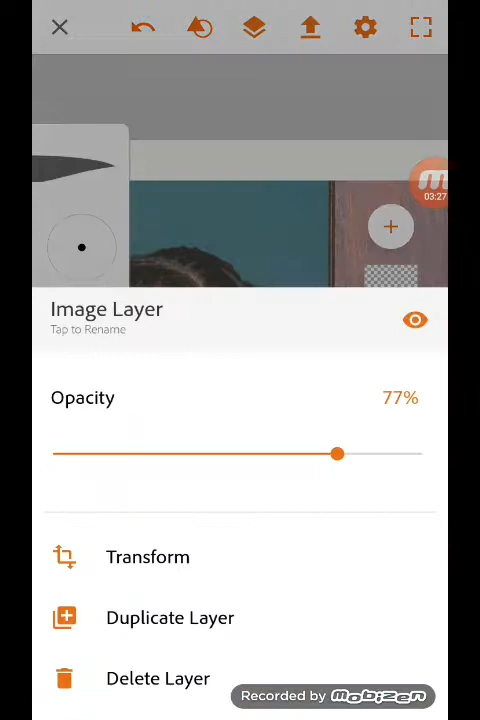 03:27
Image Layer
Tap to Rename
Opacity 77%
Transform
Duplicate Layer
Delete Layer
Recorded by mobizen